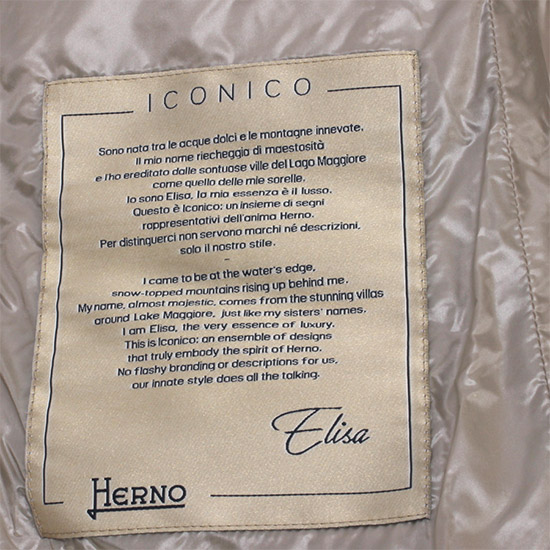 ICONICO
Sono nata tra le acque dolci e le montagne innevate.
Il mio nome riecheggia di maestosità
e l'ho ereditato dalle sontuose ville del Lago Maggiore
come quello delle mie sorelle.
Io sono Elisa, la mia essenza è il lusso.
Questo è Iconico: un insieme di segni
rappresentativi dell'anima Herno.
Per distinguerci non servono marchi né descrizioni,
solo il nostro stile.
–
I came to be at the water's edge,
snow-topped mountains rising up behind me.
My name, almost majestic, comes from the stunning villas
around Lake Maggiore, just like my sisters' names.
I am Elisa, the very essence of luxury.
This is Iconico: an ensemble of designs
that truly embody the spirit of Herno.
No flashy branding or descriptions for us,
our innate style does all the talking.
Elisa
HERNO